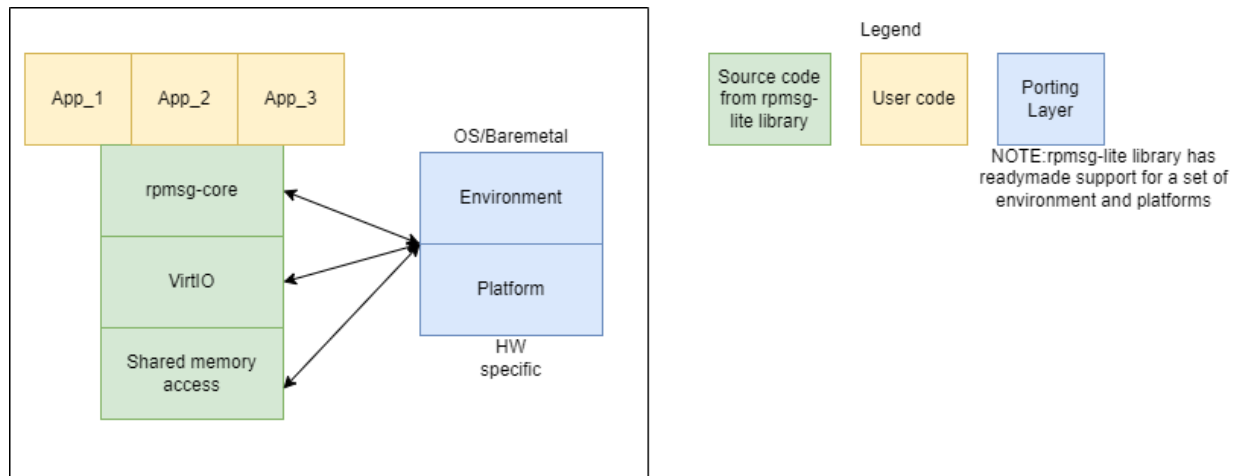 App_1
App_2
App_3
rpmsg-core
VirtIO
Shared memory
access
OS/Baremetal
Environment
Platform
HW
specific
Legend
Source code
from rpmsg-
lite library
User code
Porting
Layer
NOTE:rpmsg-lite library has
readymade support for a set of
environment and platforms